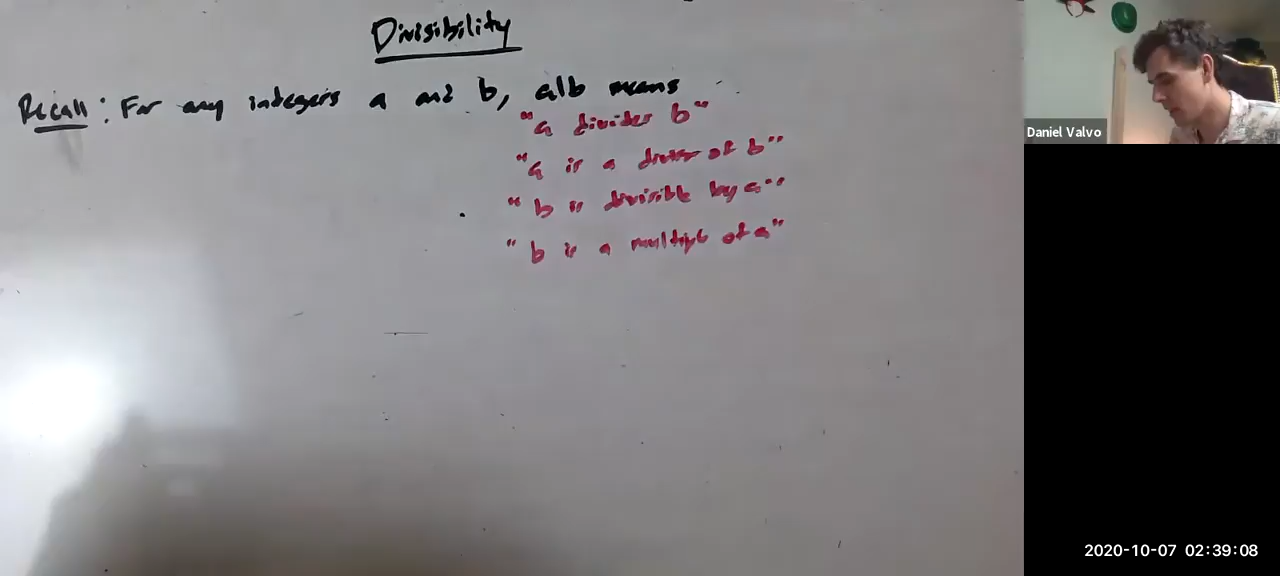 Divisibility
Recall: For any integers a and b, a|b means
"a divides b"
"a is a divisor of b"
"b is divisible by a"
"b is a multiple of a"
Daniel Valvo
2020-10-07 02:39:08